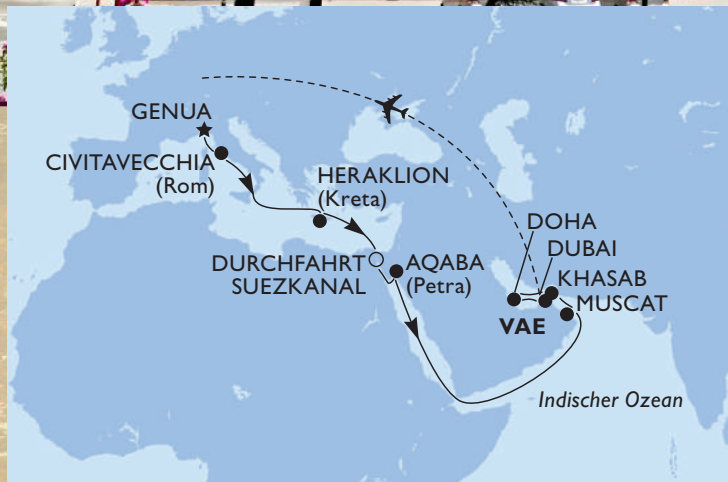 GENUA
CIVITAVECCHIA
(Rom)
HERAKLION
(Kreta)
DURCHFAHRT
SUEZKANAL
AQABA
(Petra)
DOHA
DUBAI
KHASAB
MUSCAT
VAE
Indischer Ozean